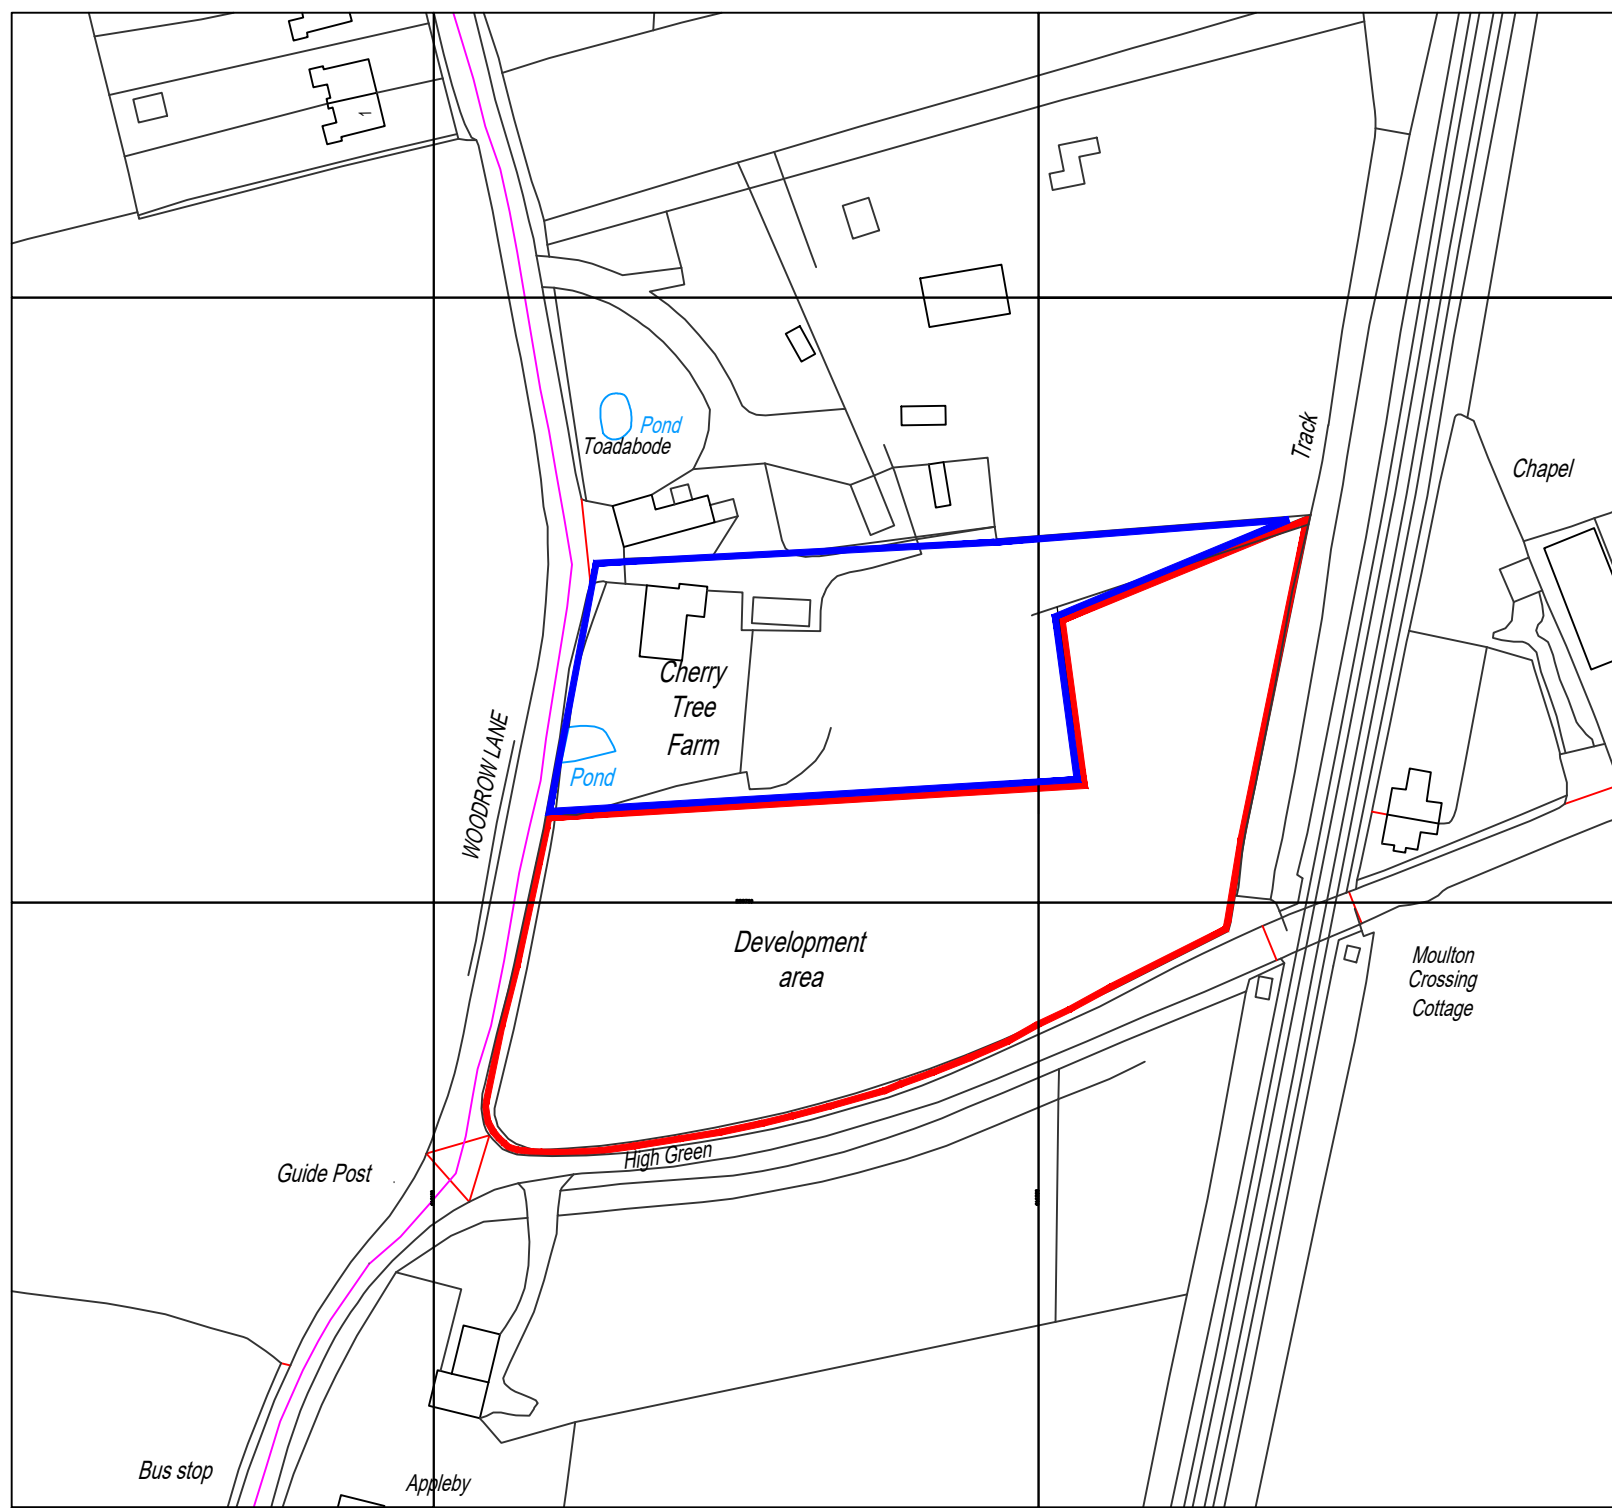 1
Pond
Toadabode
Track
Chapel
Cherry
Tree
Farm
WOODROW LANE
Pond
Development
area
Moulton
Crossing
Cottage
High Green
Guide Post
Bus stop
Appleby